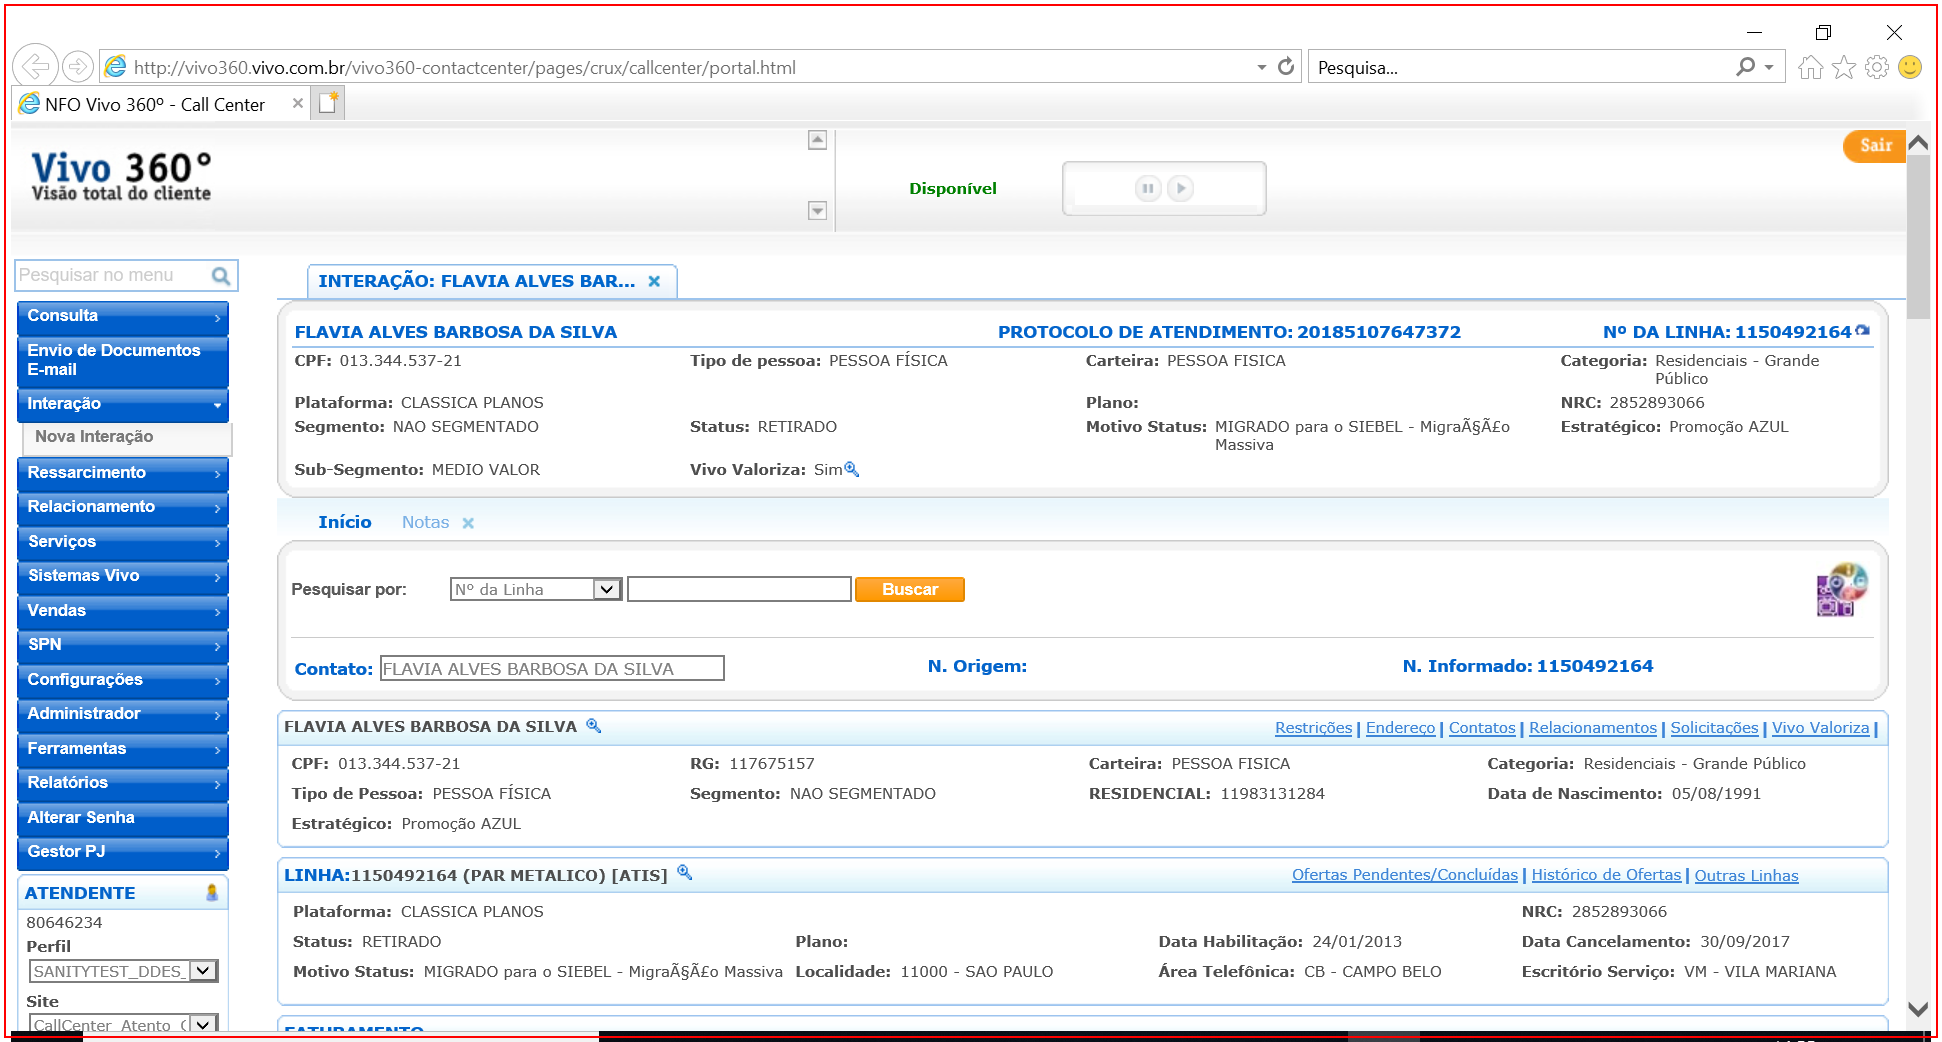 http://vivo360.vivo.com.br/vivo360-contactcenter/pages/crux/callcenter/portal.html
Pesquisa...
NFO Vivo 360º - Call Center
Vivo 360°
Visão total do cliente
Disponível
Sair
Pesquisar no menu
Consulta
Envio de Documentos
E-mail
Interação
Nova Interação
Ressarcimento
Relacionamento
Serviços
Sistemas Vivo
Vendas
SPN
Configurações
Administrador
Ferramentas
Relatórios
Alterar Senha
Gestor PJ
ATENDENTE
80646234
Perfil
SANITYTEST_DDES_
Site
CallCenter Atento
INTERAÇÃO: FLAVIA ALVES BAR...
FLAVIA ALVES BARBOSA DA SILVA PROTOCOLO DE ATENDIMENTO: 20185107647372 Nº DA LINHA: 1150492164
CPF: 013.344.537-21 Tipo de pessoa: PESSOA FÍSICA Carteira: PESSOA FISICA Categoria: Residenciais - Grande
Público
Plataforma: CLASSICA PLANOS Plano: NRC: 2852893066
Segmento: NAO SEGMENTADO Status: RETIRADO Motivo Status: MIGRADO para o SIEBEL - MigraÃ§Ã£o Estratégico: Promoção AZUL
Massiva
Sub-Segmento: MEDIO VALOR Vivo Valoriza: Sim
Início Notas
Pesquisar por: Nº da Linha Buscar
Contato: FLAVIA ALVES BARBOSA DA SILVA N. Origem: N. Informado: 1150492164
FLAVIA ALVES BARBOSA DA SILVA Restrições | Endereço | Contatos | Relacionamentos | Solicitações | Vivo Valoriza |
CPF: 013.344.537-21 RG: 117675157 Carteira: PESSOA FISICA Categoria: Residenciais - Grande Público
Tipo de Pessoa: PESSOA FÍSICA Segmento: NAO SEGMENTADO RESIDENCIAL: 11983131284 Data de Nascimento: 05/08/1991
Estratégico: Promoção AZUL
LINHA:1150492164 (PAR METALICO) [ATIS] Ofertas Pendentes/Concluídas | Histórico de Ofertas | Outras Linhas
Plataforma: CLASSICA PLANOS NRC: 2852893066
Status: RETIRADO Plano: Data Habilitação: 24/01/2013 Data Cancelamento: 30/09/2017
Motivo Status: MIGRADO para o SIEBEL - MigraÃ§Ã£o Massiva Localidade: 11000 - SAO PAULO Área Telefônica: CB - CAMPO BELO Escritório Serviço: VM - VILA MARIANA
FATURAMENTO